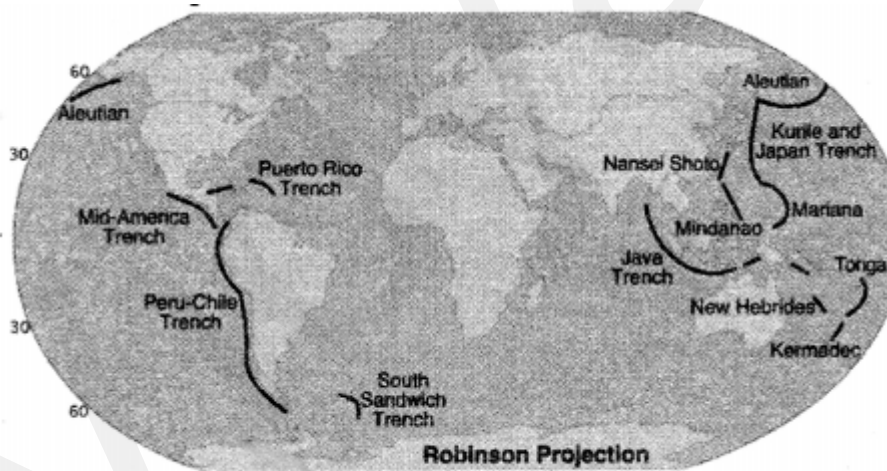 60
Aleutian
30
Puerto Rico
Trench
Mid-America
Trench
Peru-Chile
Trench
30
60
South
Sandwich
Trench
Aleutian
Kurile and
Japan Trench
Nansei Shoto
Mariana
Mindanao
Java
Trench
Tonga
New Hebrides
Kermadec
Robinson Projection